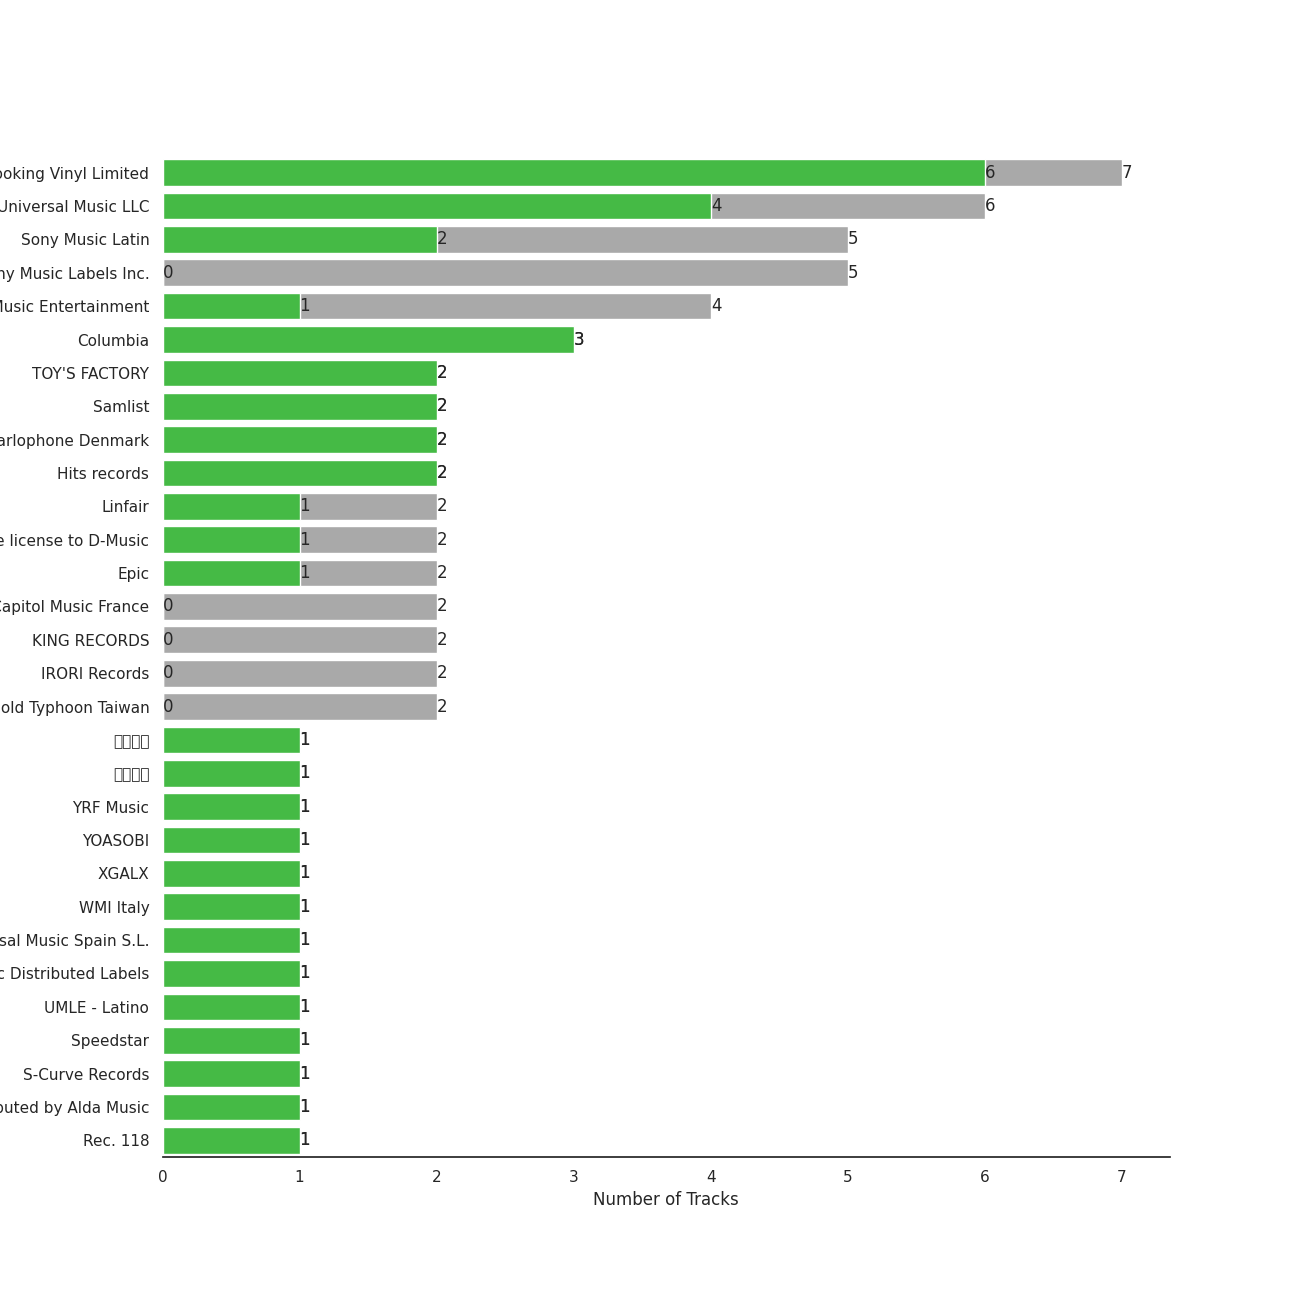 ooking Vinyl Limited 6 7
Universal Music LLC 4 6
Sony Music Latin 2 5
ny Music Labels Inc. 0 5
Music Entertainment 1 4
Columbia 3
TOY'S FACTORY 2
Samlist 2
arlophone Denmark 2
Hits records 2
Linfair 1 2
e license to D-Music 1 2
Epic 1 2
Capitol Music France 0 2
KING RECORDS 0 2
IRORI Records 0 2
old Typhoon Taiwan 0 2
1
1
YRF Music 1
YOASOBI 1
XGALX 1
WMI Italy 1
sal Music Spain S.L. 1
c Distributed Labels 1
UMLE - Latino 1
Speedstar 1
S-Curve Records 1
buted by Alda Music 1
Rec. 118 1
0 1 2 3 4 5 6 7
Number of Tracks